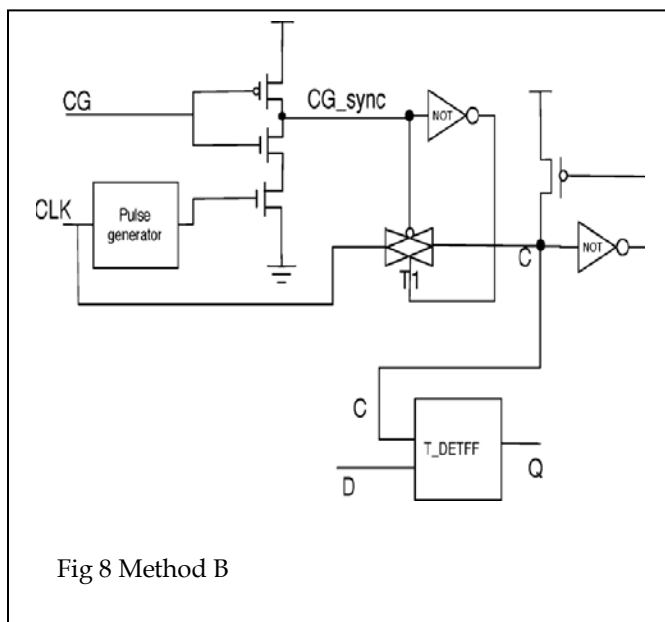 CG
CG_sync
NOT
CLK
Pulse
generator
T1
C
NOT
C
T_DETFF
D
Q
Fig 8 Method B